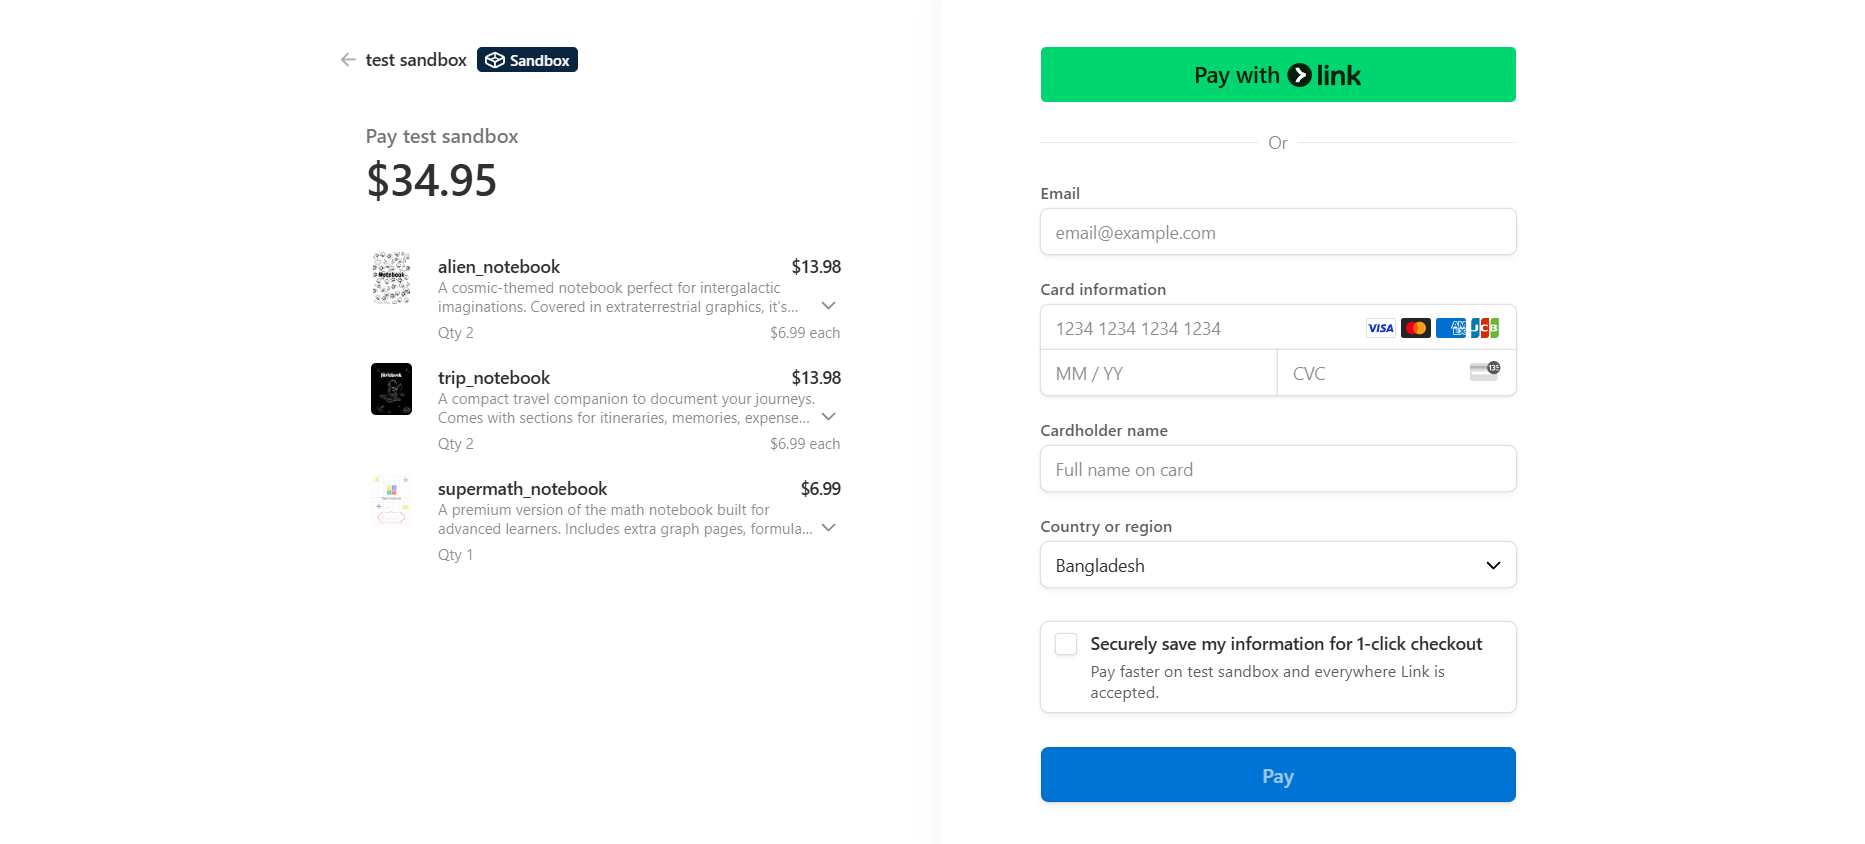 test sandbox
Sandbox
Pay test sandbox
$34.95
Notebook
alien_notebook
$13.98
A cosmic-themed notebook perfect for intergalactic
imaginations. Covered in extraterrestrial graphics, it's...
Qty 2
$6.99 each
Notebook
trip_notebook
$13.98
A compact travel companion to document your journeys.
Comes with sections for itineraries, memories, expense...
Qty 2
$6.99 each
supermath_notebook
$6.99
A premium version of the math notebook built for
advanced learners. Includes extra graph pages, formula...
Qty 1
Pay with link
Or
Email
email@example.com
Card information
1234 1234 1234 1234
VISA
AMEX
JCB
MM / YY
CVC
135
Cardholder name
Full name on card
Country or region
Bangladesh
Securely save my information for 1-click checkout
Pay faster on test sandbox and everywhere Link is
accepted.
Pay